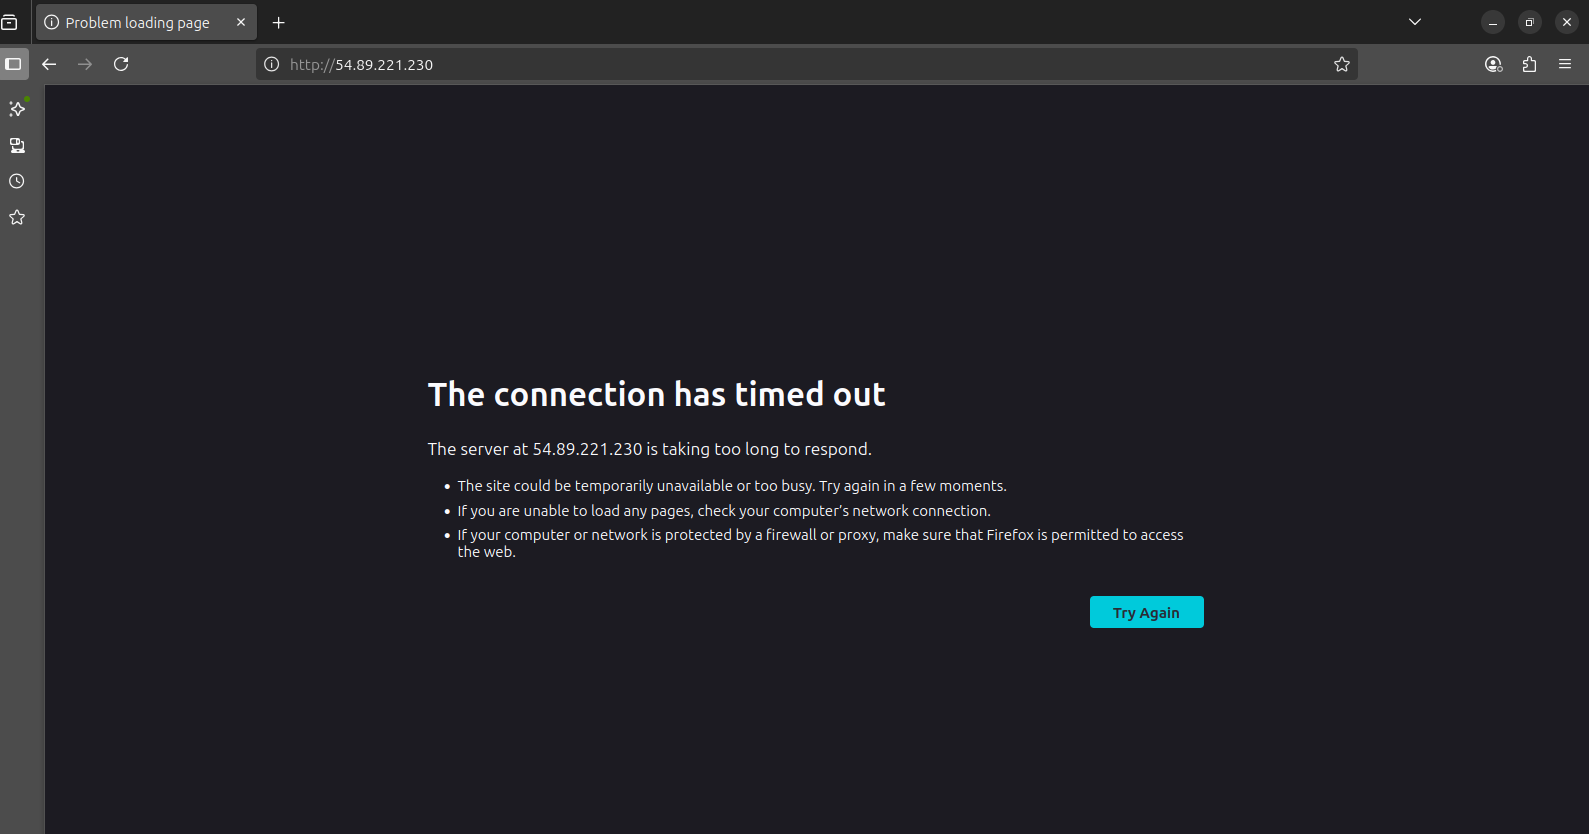 Problem loading page
http://54.89.221.230
The connection has timed out
The server at 54.89.221.230 is taking too long to respond.
• The site could be temporarily unavailable or too busy. Try again in a few moments.
• If you are unable to load any pages, check your computer’s network connection.
• If your computer or network is protected by a firewall or proxy, make sure that Firefox is permitted to access
the web.
Try Again